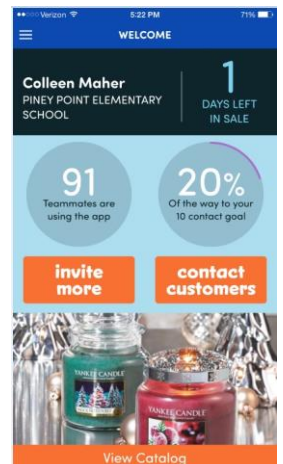 Verizon 5:22 PM 71%
WELCOME
Colleen Maher
PINEY POINT ELEMENTARY
SCHOOL
1
DAYS LEFT
IN SALE
91
Teammates are
using the app
20%
Of the way to your
10 contact goal
invite
more
contact
customers
YANKEE CANDLE
YANKEE CANDLE
View Catalog